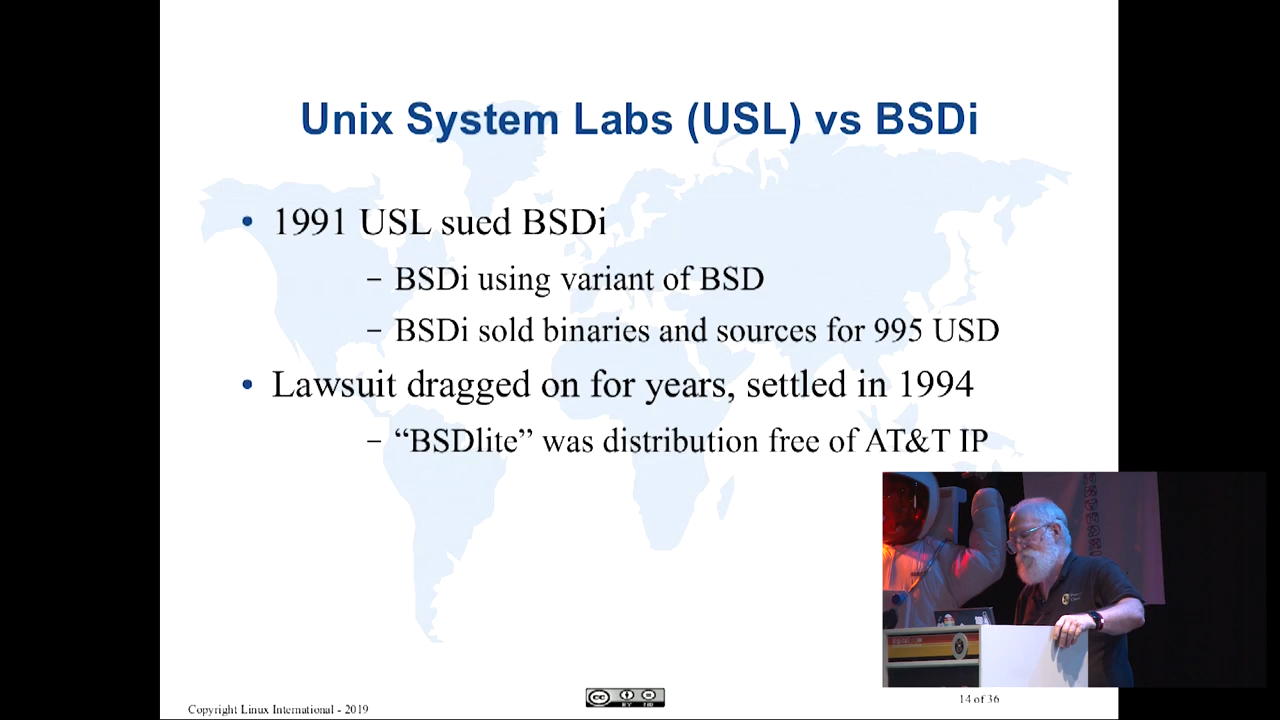 Unix System Labs (USL) vs BSDi
• 1991 USL sued BSDi
– BSDi using variant of BSD
– BSDi sold binaries and sources for 995 USD
• Lawsuit dragged on for years, settled in 1994
– “BSDlite” was distribution free of AT&T IP
Copyright Linux International - 2019
14 of 36